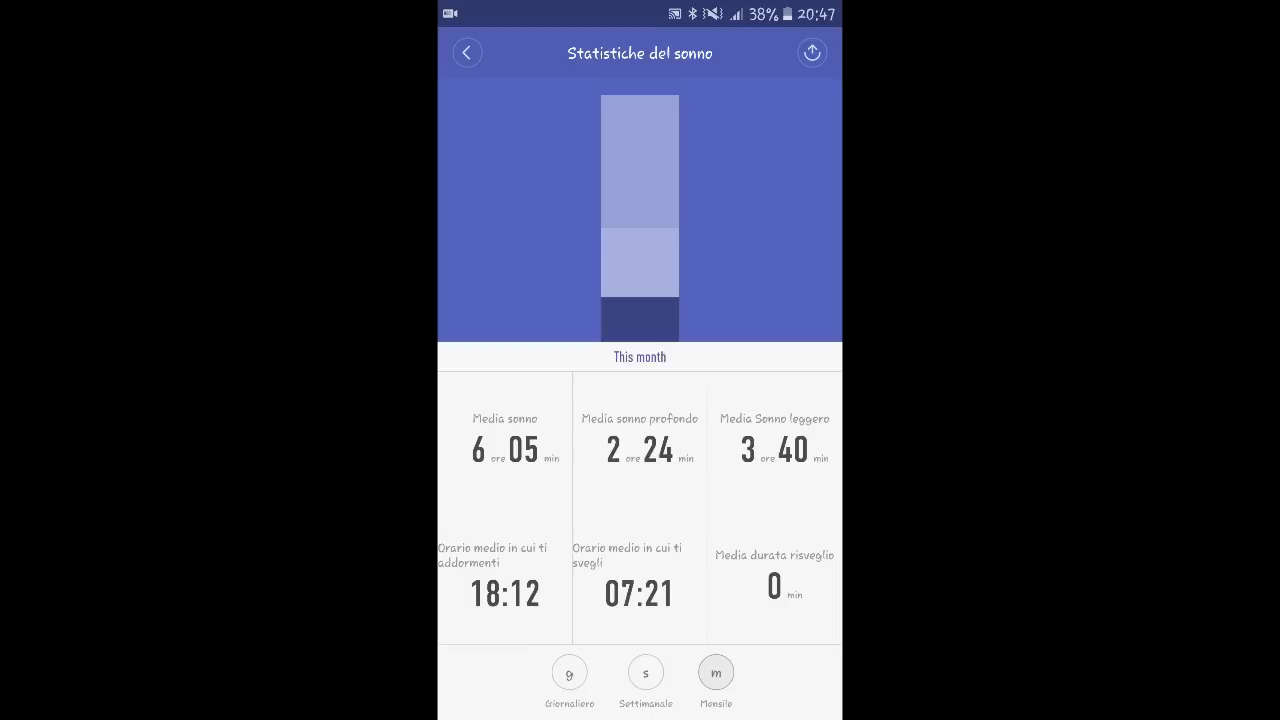 38% 20:47
Statistiche del sonno
This month
Media sonno
6 ore 05 min
Media sonno profondo
2 ore 24 min
Media Sonno leggero
3 ore 40 min
Orario medio in cui ti
addormenti
18:12
Orario medio in cui ti
svegli
07:21
Media durata risveglio
0 min
g
Giornaliero
s
Settimanale
m
Mensile